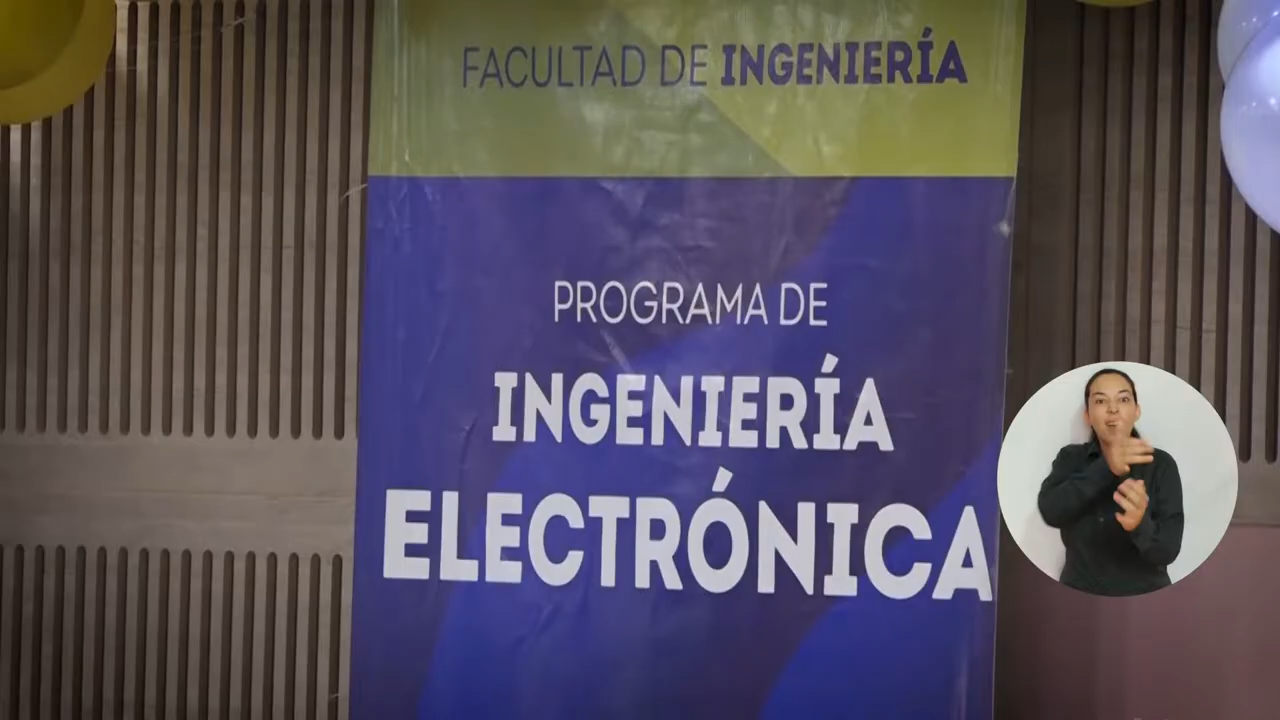 FACULTAD DE INGENIERÍA
PROGRAMA DE
INGENIERÍA
ELECTRÓNICA